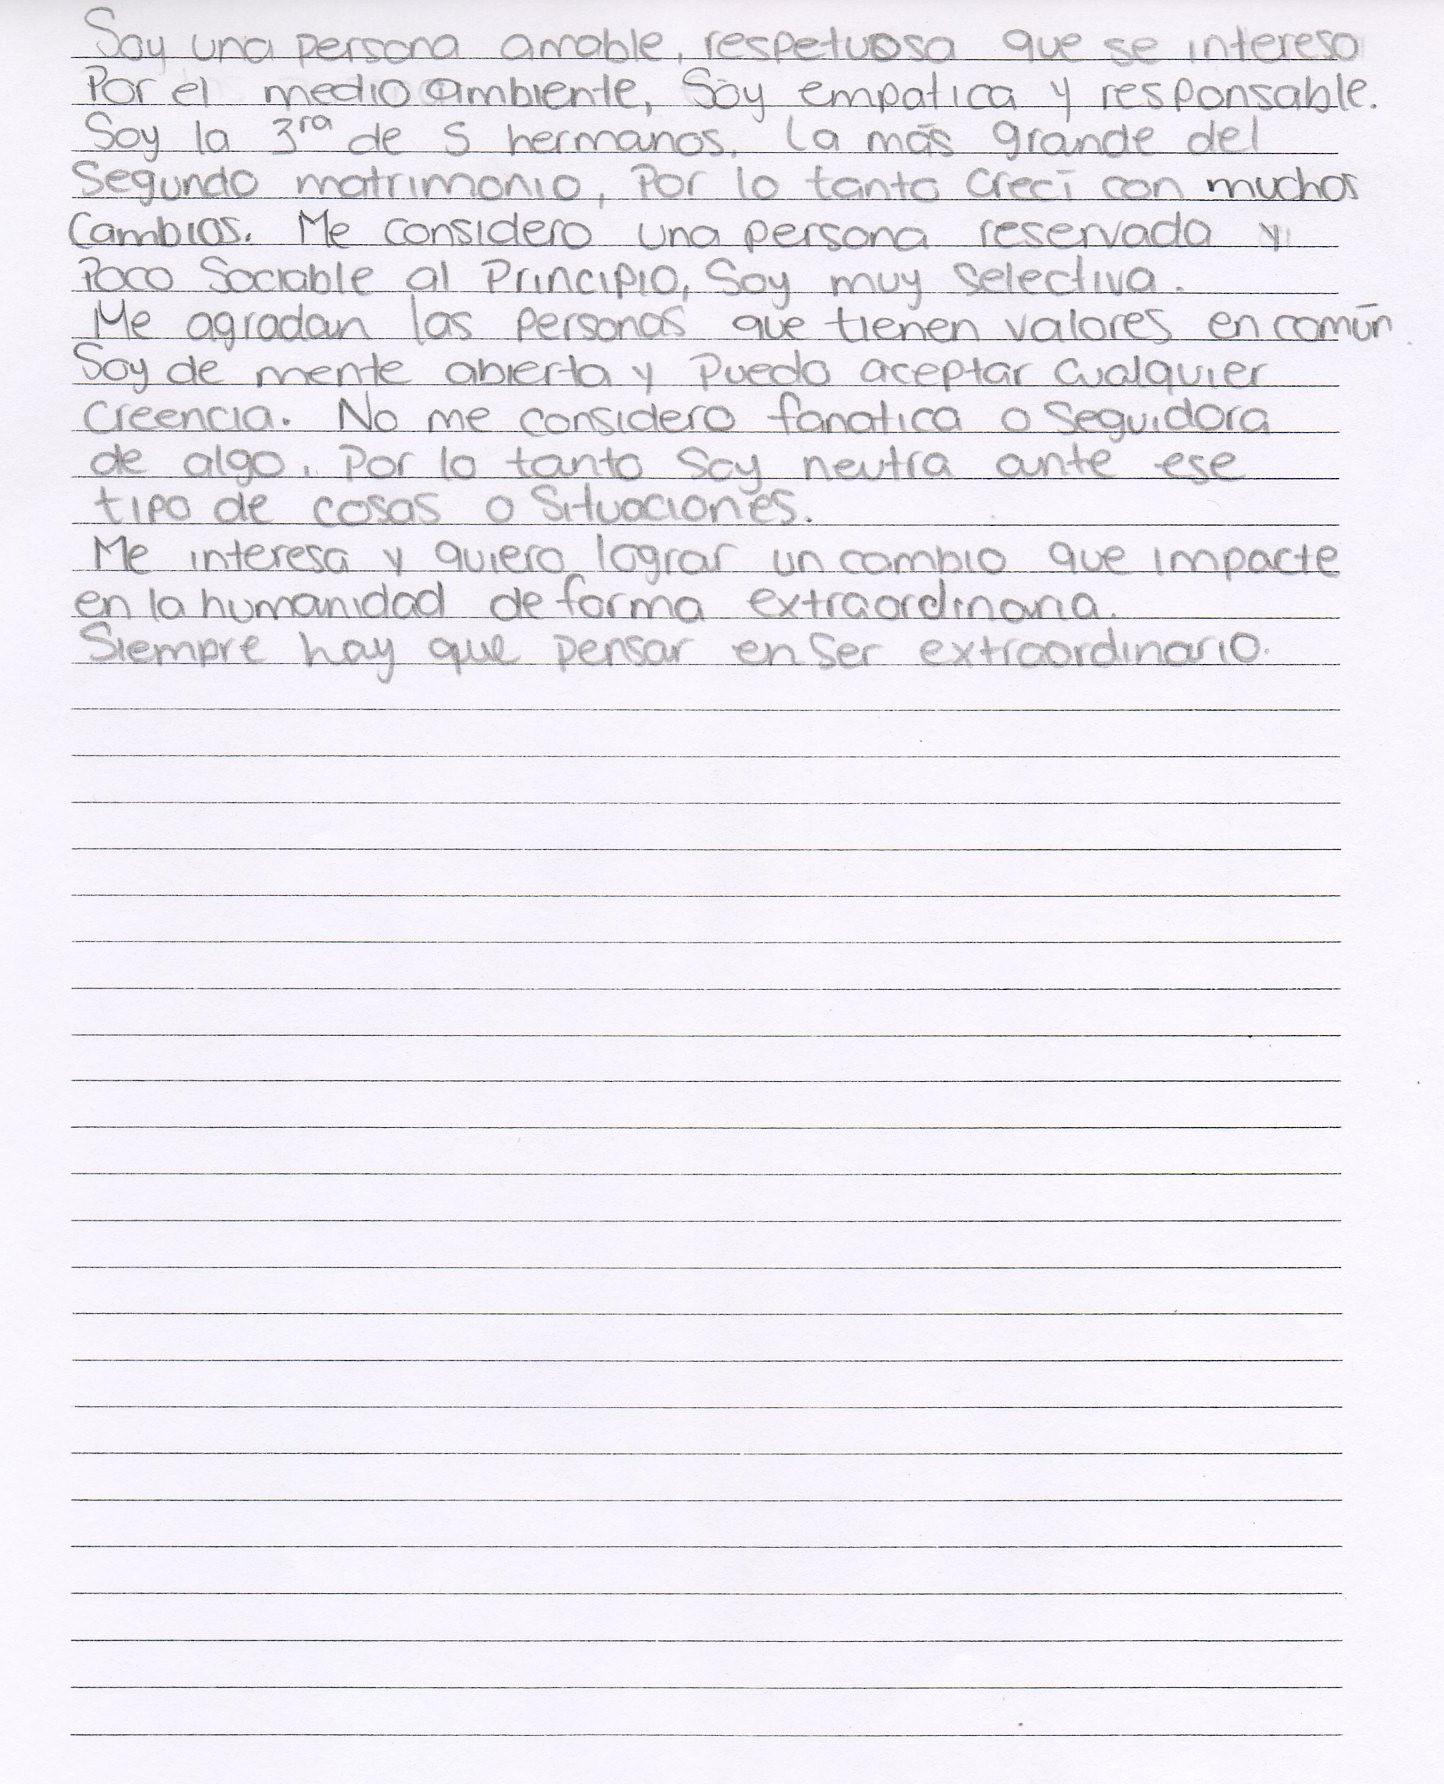 Soy una persona amable, respetuosa que se interesa
Por el medio ambiente, Soy empatica y responsable.
Soy la 3ra de 5 hermanos. La más grande del
Segundo matrimonio, Por lo tanto Crecí con muchos
Cambios. Me considero una persona reservada y
Poco Sociable al Principio, Soy muy Selectiva.
Me agradan las personas que tienen valores en común
Soy de mente abierta y Puedo aceptar Cualquier
Creencia. No me considero fanatica o Seguidora
de algo. Por lo tanto Soy neutra ante ese
tipo de cosas o Situaciones.
Me interesa y quiero lograr un cambio que impacte
en la humanidad de forma extraordinaria.
Siempre hay que pensar en Ser extraordinario.